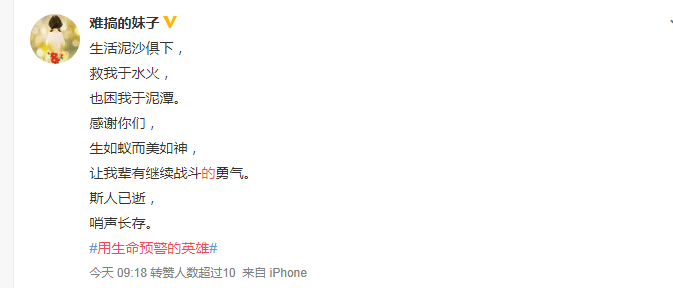 难搞的妹子
生活泥沙俱下，
救我于水火，
也困我于泥潭。
感谢你们，
生如蚁而美如神，
让我辈有继续战斗的勇气。
斯人已逝，
哨声长存。
#用生命预警的英雄#
今天 09:18 转赞人数超过10 来自 iPhone